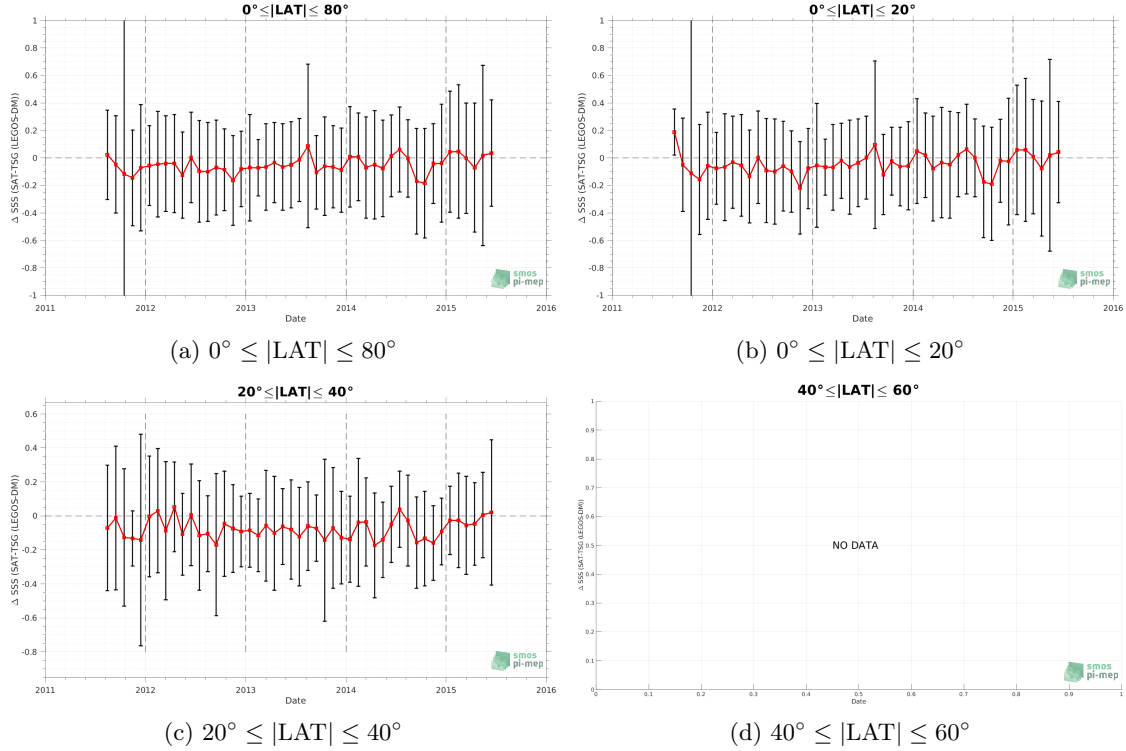 0°≤|LAT|≤ 80°
1
0.8
0.6
0.4
0.2
0
-0.2
-0.4
-0.6
-0.8
-1
Δ SSS (SAT-TSG (LEGOS-DM))
2011 2012 2013 2014 2015 2016
Date
smos
pi-mep
(a) 0° ≤ |LAT| ≤ 80°
0°≤|LAT|≤ 20°
1
0.8
0.6
0.4
0.2
0
-0.2
-0.4
-0.6
-0.8
-1
Δ SSS (SAT-TSG (LEGOS-DM))
2011 2012 2013 2014 2015 2016
Date
smos
pi-mep
(b) 0° ≤ |LAT| ≤ 20°
20°≤|LAT|≤ 40°
0.6
0.4
0.2
0
-0.2
-0.4
-0.6
-0.8
Δ SSS (SAT-TSG (LEGOS-DM))
2011 2012 2013 2014 2015 2016
Date
smos
pi-mep
(c) 20° ≤ |LAT| ≤ 40°
40°≤|LAT|≤ 60°
1
0.9
0.8
0.7
0.6
0.5
0.4
0.3
0.2
0.1
0
Δ SSS (SAT-TSG (LEGOS-DM))
NO DATA
0 0.1 0.2 0.3 0.4 0.5 0.6 0.7 0.8 0.9 1
Date
smos
pi-mep
(d) 40° ≤ |LAT| ≤ 60°